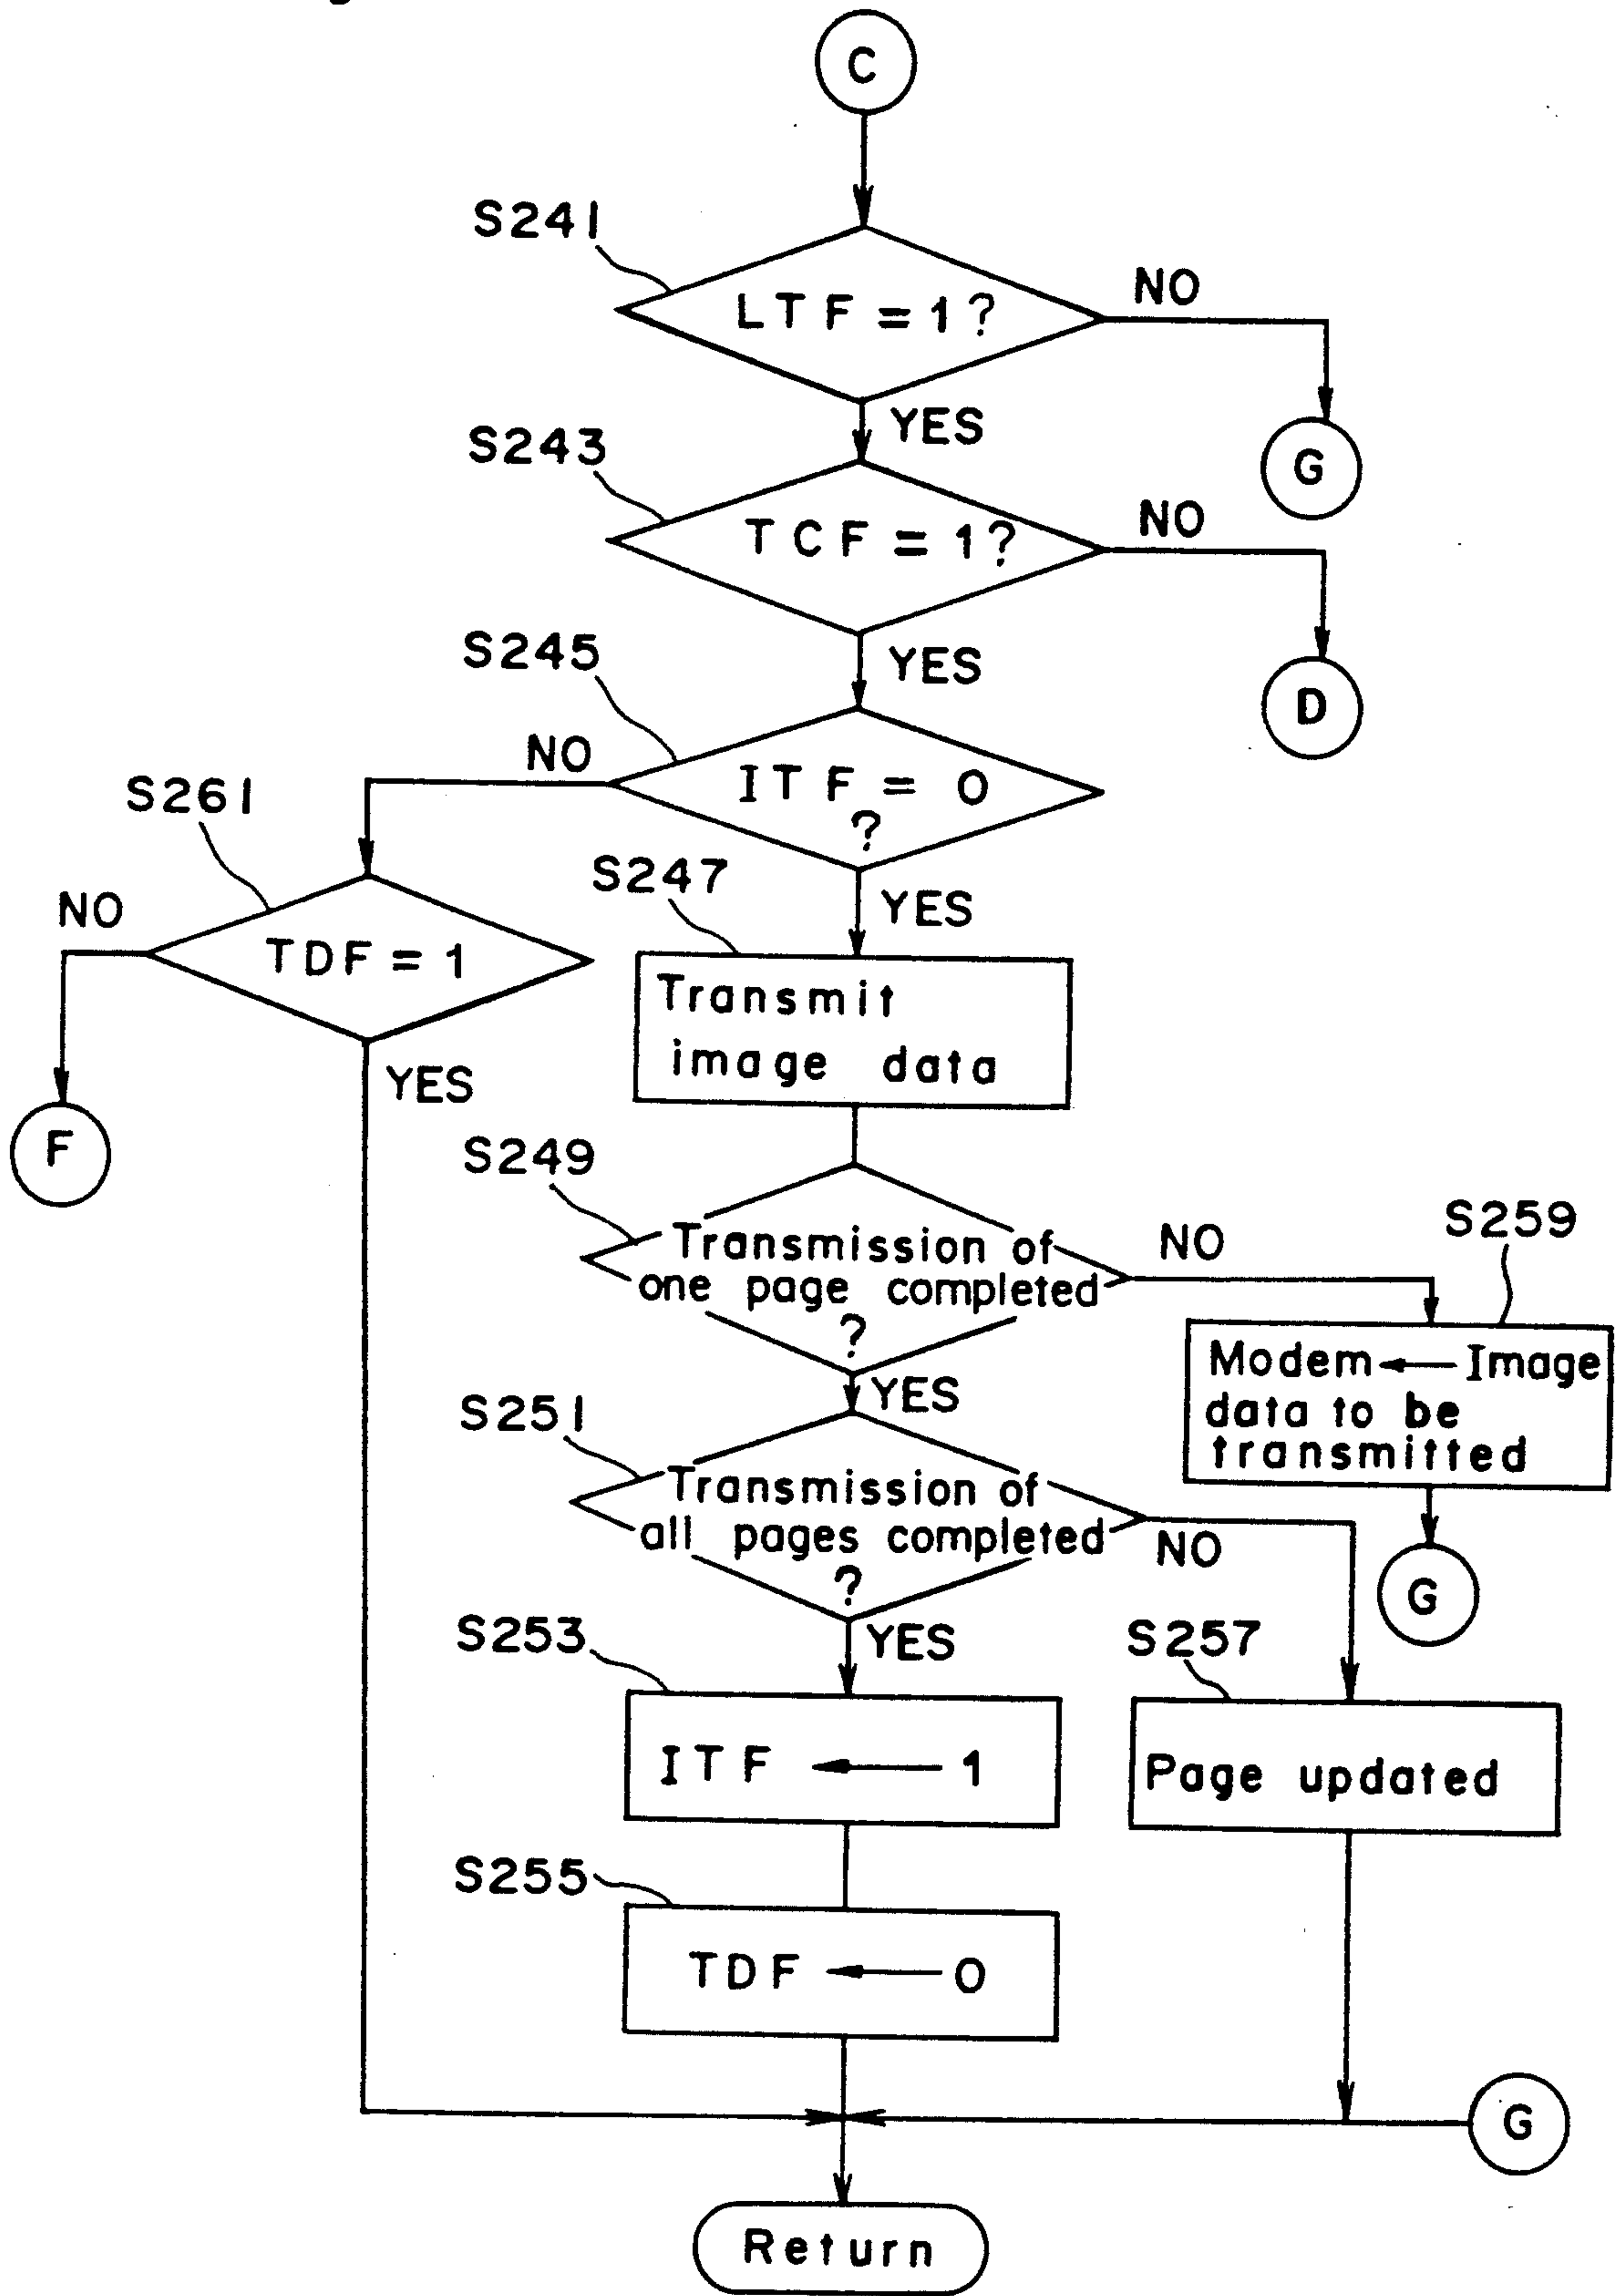 C
S241
LTF = 1?
NO
G
YES
S243
TCF = 1?
NO
D
YES
S245
ITF = 0
?
NO
S261
TDF = 1
NO
F
YES
YES
S247
Transmit
image data
S249
Transmission of
one page completed
?
NO
S259
Modem ← Image
data to be
transmitted
G
YES
S251
Transmission of
all pages completed
?
NO
S257
Page updated
YES
S253
ITF ← 1
S255
TDF ← 0
G
Return